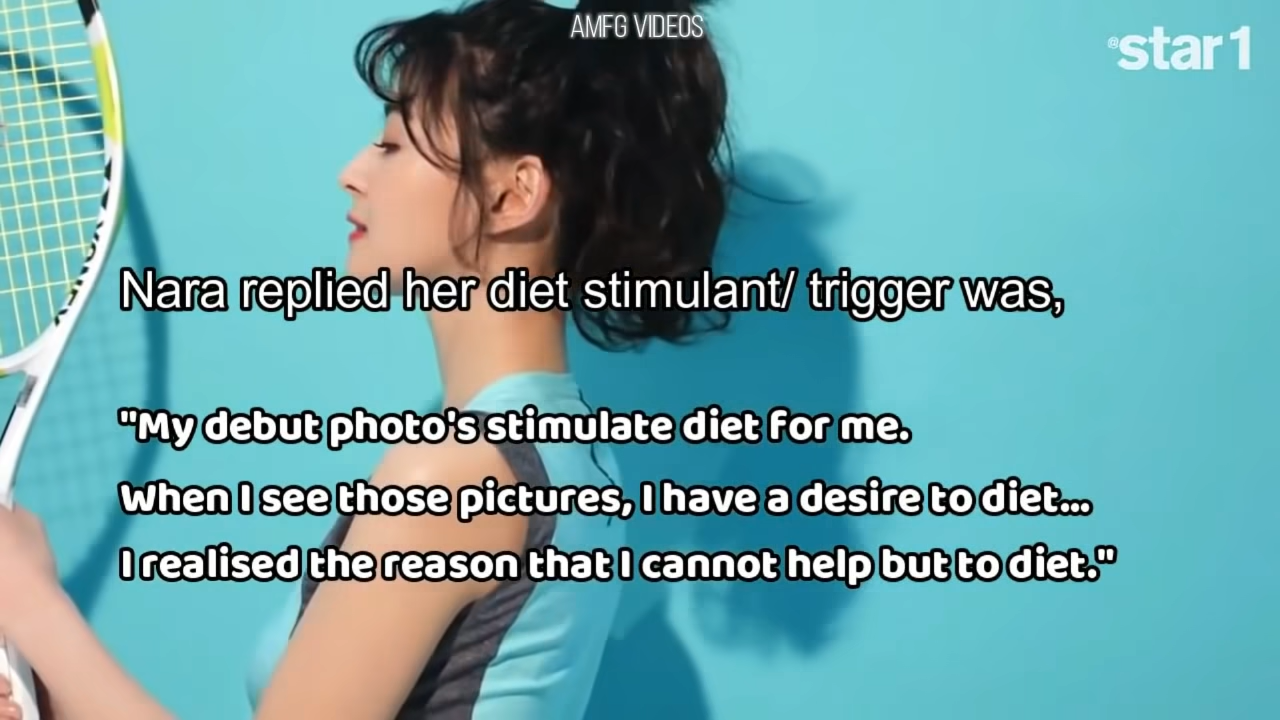 AMFG VIDEOS
@star1
Nara replied her diet stimulant/ trigger was,
"My debut photo's stimulate diet for me.
When I see those pictures, I have a desire to diet...
I realised the reason that I cannot help but to diet."